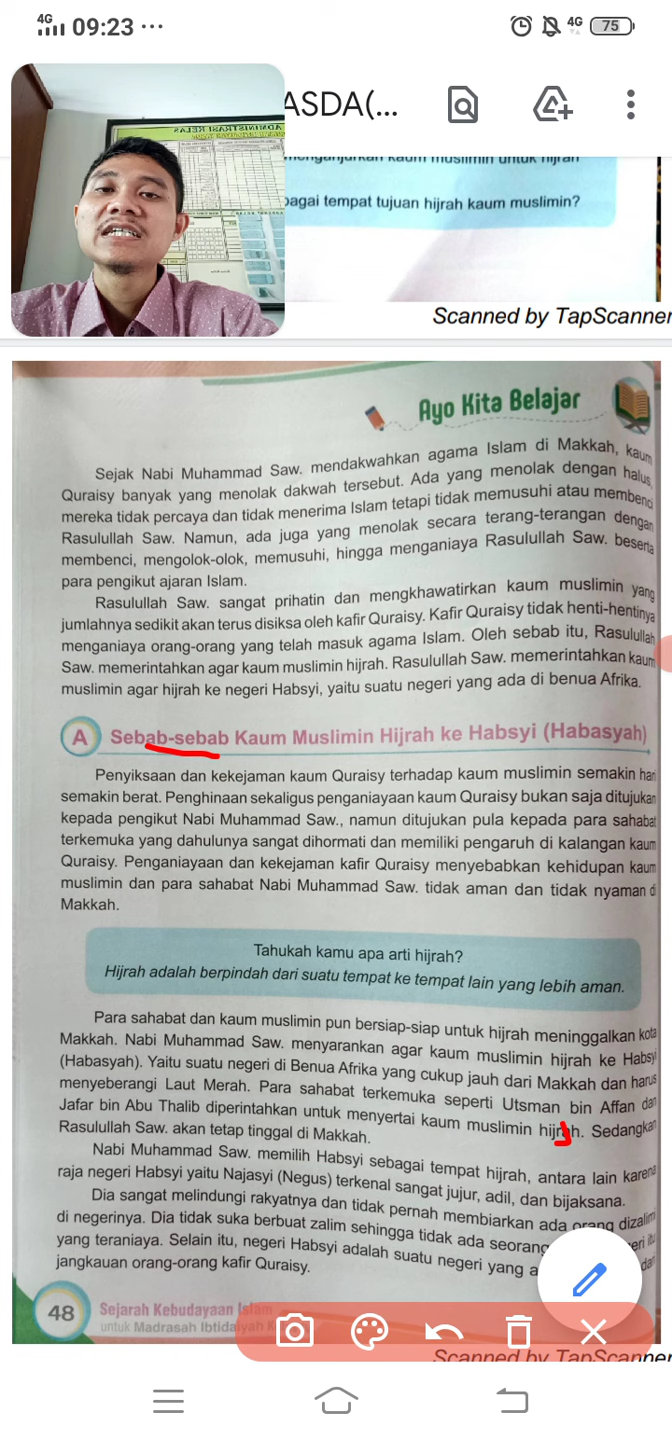 4G 09:23 ... 4G 75
ADMINISTRASI KELAS
ASDA(...
menganjurkan kaum muslimin untuk hijrah
bagai tempat tujuan hijrah kaum muslimin?
Scanned by TapScanner
Ayo Kita Belajar
Sejak Nabi Muhammad Saw. mendakwahkan agama Islam di Makkah, kaum
Quraisy banyak yang menolak dakwah tersebut. Ada yang menolak dengan halus,
mereka tidak percaya dan tidak menerima Islam tetapi tidak memusuhi atau membenci
Rasulullah Saw. Namun, ada juga yang menolak secara terang-terangan dengan
membenci, mengolok-olok, memusuhi, hingga menganiaya Rasulullah Saw. beserta
para pengikut ajaran Islam.
Rasulullah Saw. sangat prihatin dan mengkhawatirkan kaum muslimin yang
jumlahnya sedikit akan terus disiksa oleh kafir Quraisy. Kafir Quraisy tidak henti-hentinya
menganiaya orang-orang yang telah masuk agama Islam. Oleh sebab itu, Rasulullah
Saw. memerintahkan agar kaum muslimin hijrah. Rasulullah Saw. memerintahkan kaum
muslimin agar hijrah ke negeri Habsyi, yaitu suatu negeri yang ada di benua Afrika.
A Sebab-sebab Kaum Muslimin Hijrah ke Habsyi (Habasyah)
Penyiksaan dan kekejaman kaum Quraisy terhadap kaum muslimin semakin hari
semakin berat. Penghinaan sekaligus penganiayaan kaum Quraisy bukan saja ditujukan
kepada pengikut Nabi Muhammad Saw., namun ditujukan pula kepada para sahabat
terkemuka yang dahulunya sangat dihormati dan memiliki pengaruh di kalangan kaum
Quraisy. Penganiayaan dan kekejaman kafir Quraisy menyebabkan kehidupan kaum
muslimin dan para sahabat Nabi Muhammad Saw. tidak aman dan tidak nyaman di
Makkah.
Tahukah kamu apa arti hijrah?
Hijrah adalah berpindah dari suatu tempat ke tempat lain yang lebih aman.
Para sahabat dan kaum muslimin pun bersiap-siap untuk hijrah meninggalkan kota
Makkah. Nabi Muhammad Saw. menyarankan agar kaum muslimin hijrah ke Habsyi
(Habasyah). Yaitu suatu negeri di Benua Afrika yang cukup jauh dari Makkah dan harus
menyeberangi Laut Merah. Para sahabat terkemuka seperti Utsman bin Affan dan
Jafar bin Abu Thalib diperintahkan untuk menyertai kaum muslimin hijrah. Sedangkan
Rasulullah Saw. akan tetap tinggal di Makkah.
Nabi Muhammad Saw. memilih Habsyi sebagai tempat hijrah, antara lain karena
raja negeri Habsyi yaitu Najasyi (Negus) terkenal sangat jujur, adil, dan bijaksana.
Dia sangat melindungi rakyatnya dan tidak pernah membiarkan ada orang dizalimi
di negerinya. Dia tidak suka berbuat zalim sehingga tidak ada seorang
yang teraniaya. Selain itu, negeri Habsyi adalah suatu negeri yang
jangkauan orang-orang kafir Quraisy.
48 Sejarah Kebudayaan Islam
untuk Madrasah Ibtidaiyah
Scanned by TapScanner